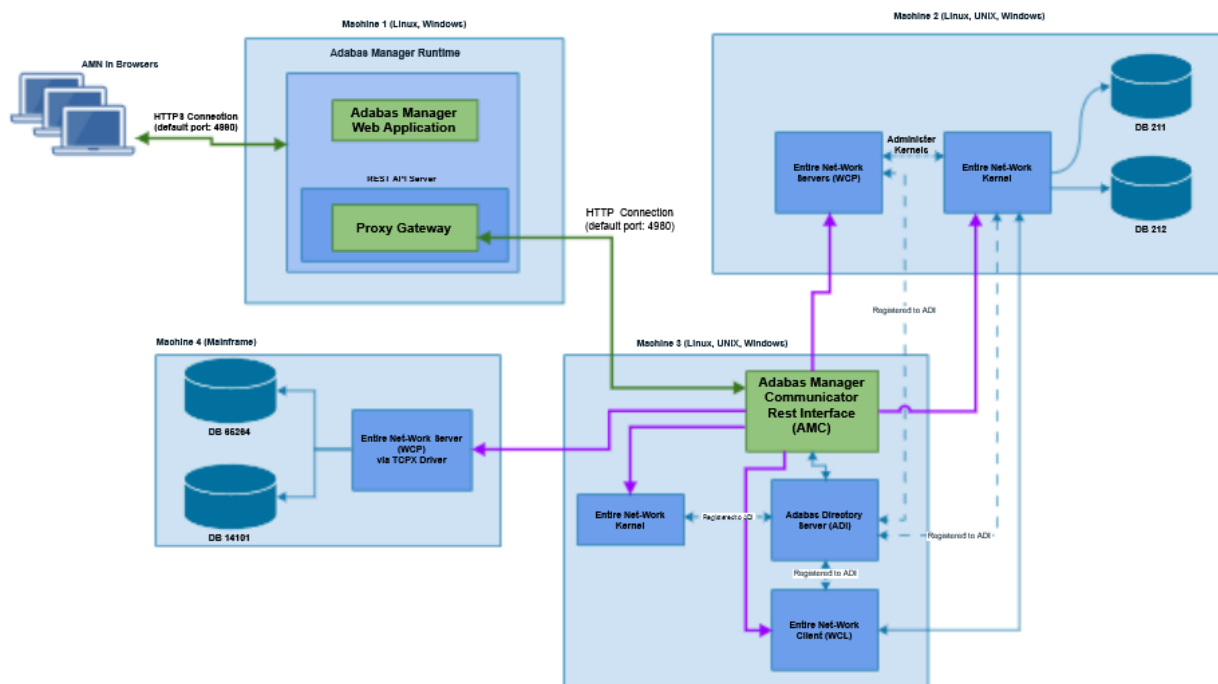 Machine 1 (Linux, Windows)
Adabas Manager Runtime
AMN in Browsers
HTTPS Connection
(default port: 4980)
Adabas Manager
Web Application
REST API Server
Proxy Gateway
HTTP Connection
(default port: 4980)
Machine 2 (Linux, UNIX, Windows)
Entire Net-Work
Servers (WCP)
Administer
Kernels
Entire Net-Work
Kernel
DB 211
DB 212
Registered to ADI
Machine 4 (Mainframe)
DB 65264
Entire Net-Work Server
(WCP)
via TCPX Driver
DB 14101
Machine 3 (Linux, UNIX, Windows)
Adabas Manager
Communicator
Rest Interface
(AMC)
Entire Net-Work
Kernel
Registered to ADI
Adabas Directory
Server (ADI)
Registered to ADI
Registered to ADI
Entire Net-Work
Client (WCL)